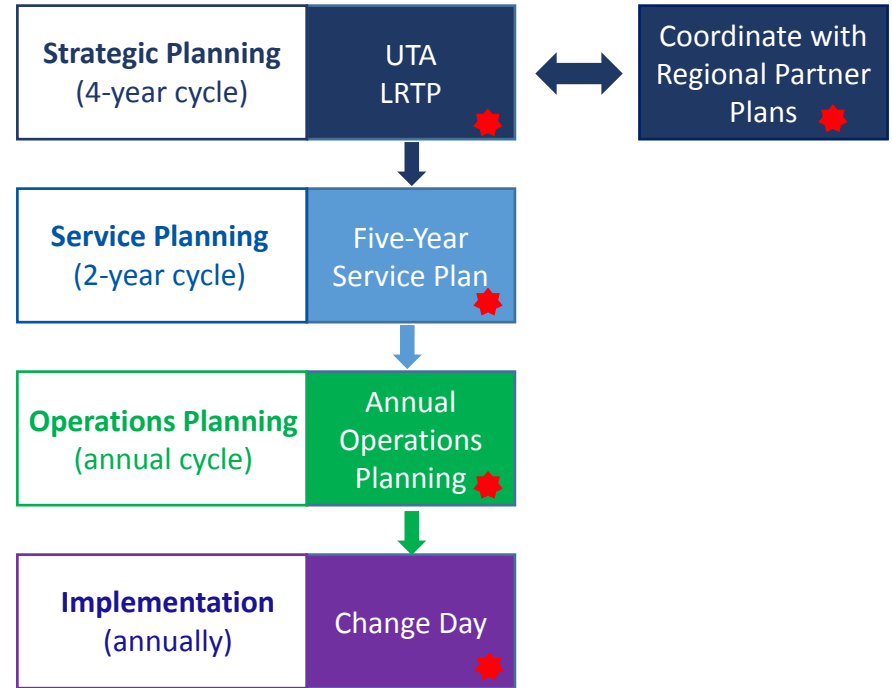 Strategic Planning
(4-year cycle)
UTA
LRTP
Coordinate with
Regional Partner
Plans
Service Planning
(2-year cycle)
Five-Year
Service Plan
Operations Planning
(annual cycle)
Annual
Operations
Planning
Implementation
(annually)
Change Day